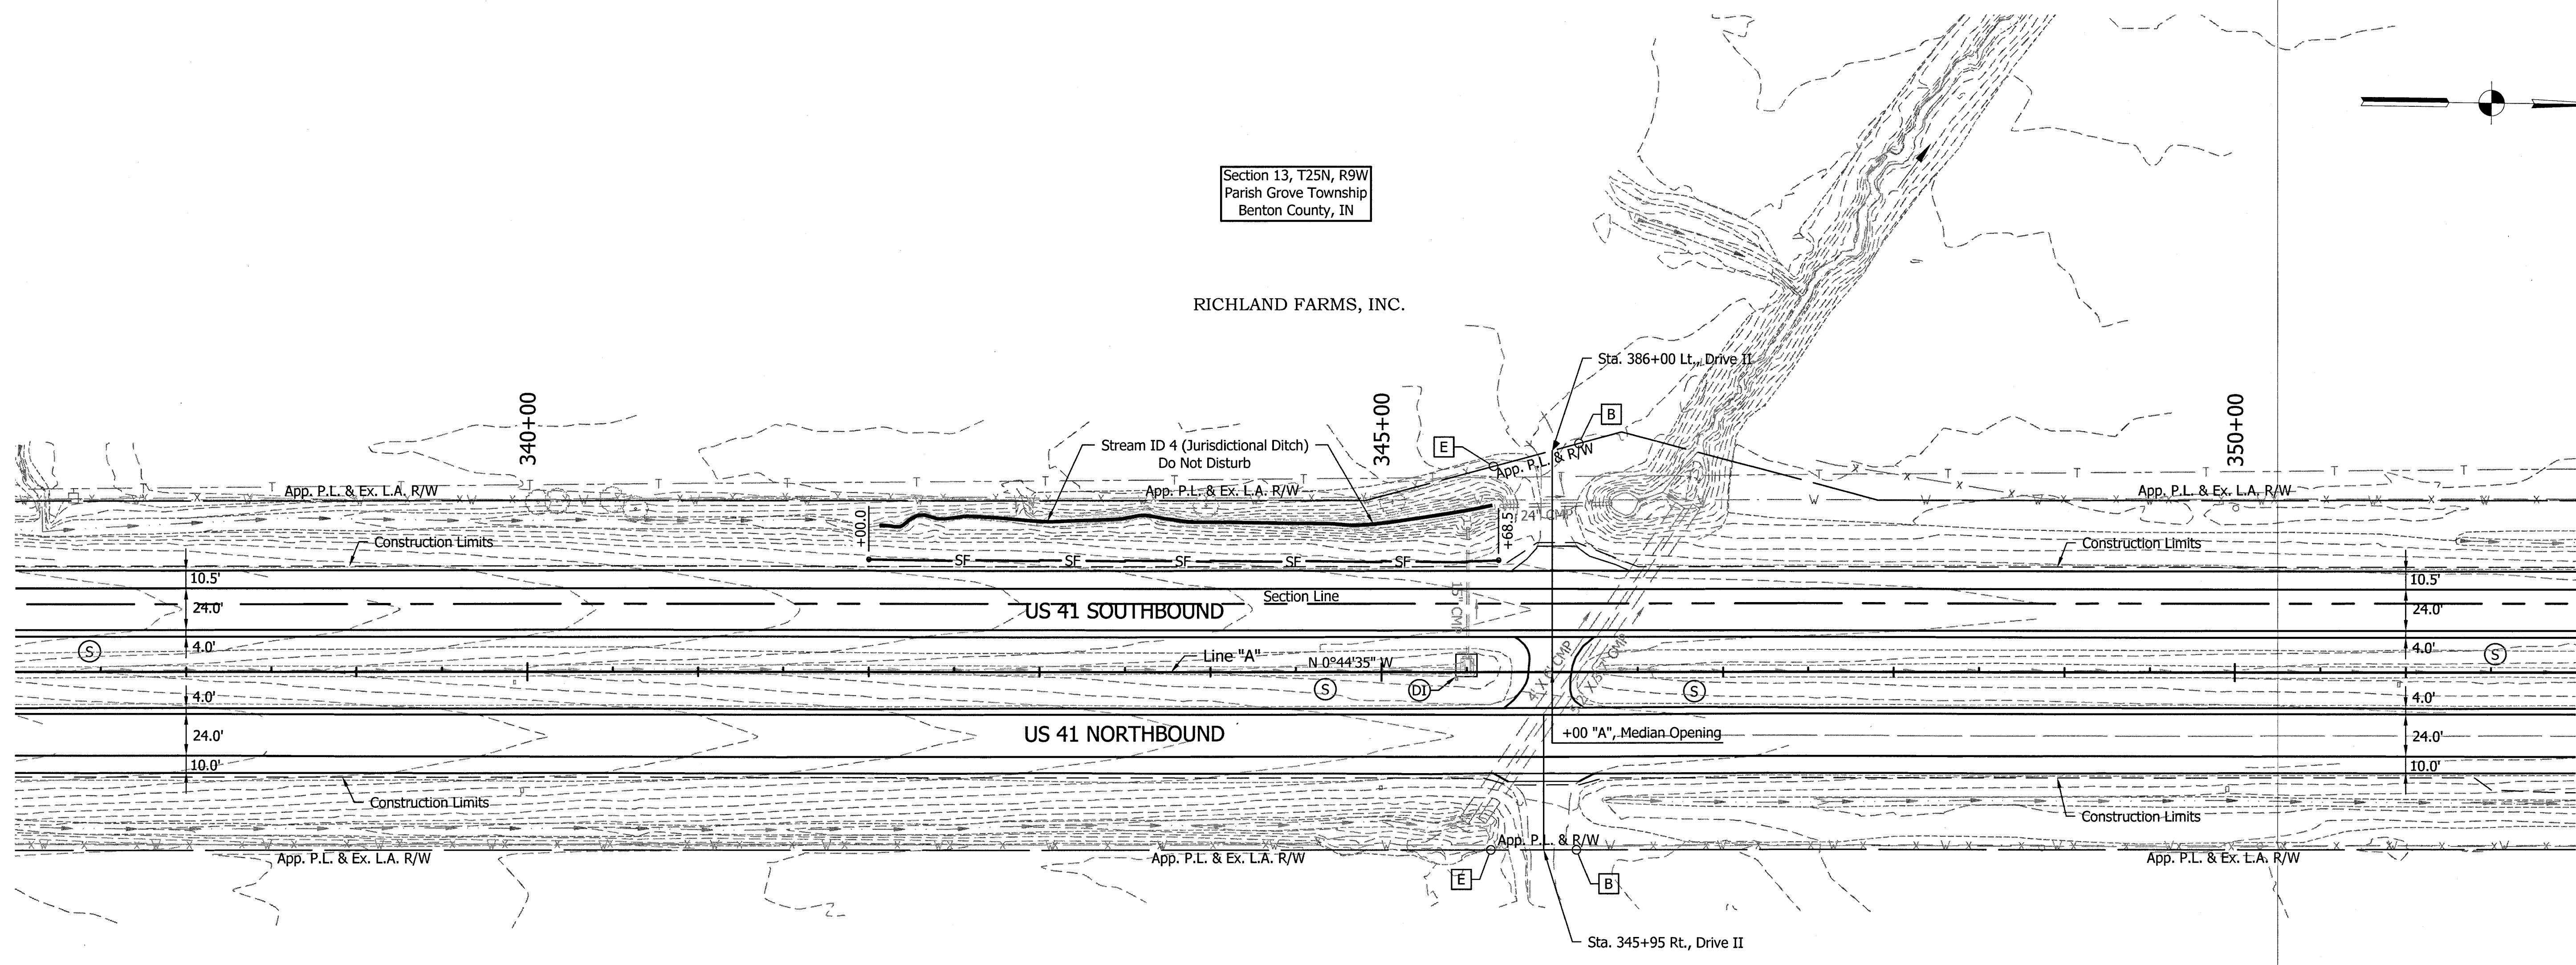 Section 13, T25N, R9W
Parish Grove Township
Benton County, IN
RICHLAND FARMS, INC.
Sta. 386+00 Lt., Drive II
340+00
345+00
350+00
B
E
Stream ID 4 (Jurisdictional Ditch)
Do Not Disturb
App. P.L. & R/W
T T T T T T T T T T T T T T T T T
App. P.L. & Ex. L.A. R/W
App. P.L. & Ex. L.A. R/W
App. P.L. & Ex. L.A. R/W
+00.0
+68.5
24" CMP
Construction Limits
Construction Limits
SF SF SF SF SF
10.5'
10.5'
15" CMP
Section Line
24.0'
US 41 SOUTHBOUND
24.0'
4.0'
4.0'
S
S
Line "A"
N 0°44'35" W
S
DI
S
4.0'
4.0'
24.0'
US 41 NORTHBOUND
+00 "A", Median Opening
24.0'
10.0'
10.0'
Construction Limits
Construction Limits
App. P.L. & R/W
App. P.L. & Ex. L.A. R/W
App. P.L. & Ex. L.A. R/W
App. P.L. & Ex. L.A. R/W
E
B
Sta. 345+95 Rt., Drive II